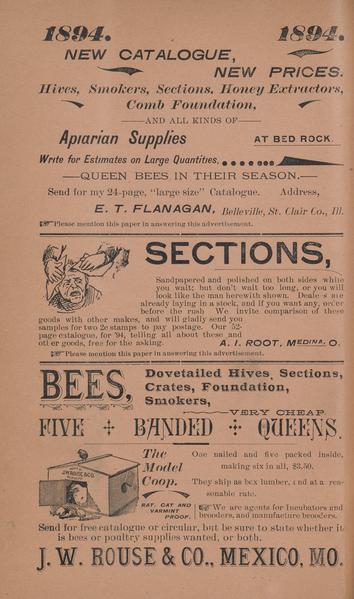 1894. 1894.
NEW CATALOGUE,
NEW PRICES.
Hives, Smokers, Sections, Honey Extractors,
Comb Foundation,
AND ALL KINDS OF
Apiarian Supplies AT BED ROCK.
Write for Estimates on Large Quantities,
QUEEN BEES IN THEIR SEASON.
Send for my 24-page, "large size" Catalogue. Address,
E. T. FLANAGAN, Belleville, St. Clair Co., Ill.
Please mention this paper in answering this advertisement.
SECTIONS,
Sandpapered and polished on both sides while
you wait; but don't wait too long, or you will
look like the man herewith shown. Deale s are
already laying in a stock, and if you want any, order
before the rush We invite comparison of these
goods with other makes, and will gladly send you
samples for two 2c stamps to pay postage. Our 52-
page catalogue, for '94, telling all about these and
other goods, free for the asking. A. I. ROOT, MEDINA, O.
Please mention this paper in answering this advertisement.
BEES,
Dovetailed Hives, Sections,
Crates, Foundation,
Smokers,
VERY CHEAP.
FIVE + BANDED + QUEENS.
The
Model
Coop.
RAT, CAT AND
VARMINT
PROOF.
J.W. ROUSE & CO.
One nailed and five packed inside,
making six in all, $3.50.
They ship as box lumber, and at a rea-
sonable rate.
We are agents for Incubators and
brooders, and manufacture brooders.
Send for free catalogue or circular, but be sure to state whether it
is bees or poultry supplies wanted, or both.
J. W. ROUSE & CO., MEXICO, MO.